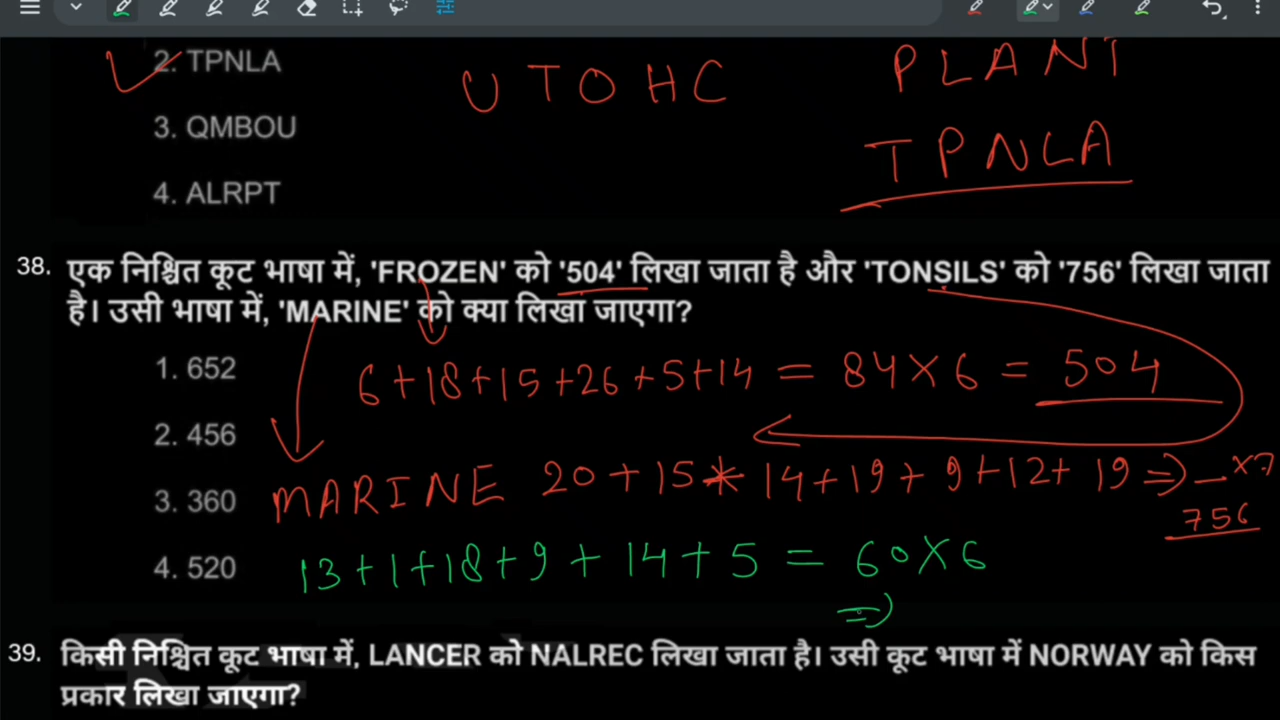 2. TPNLA
U T O H C
P L A N T
3. QMBOU
T P N L A
4. ALRPT
38. एक निश्चित कूट भाषा में, 'FROZEN' को '504' लिखा जाता है और 'TONSILS' को '756' लिखा जाता
है। उसी भाषा में, 'MARINE' को क्या लिखा जाएगा?
1. 652
6+18+15+26+5+14 = 84×6 = 504
2. 456
3. 360
MARINE 20+15*14+19+9+12+19 ⇒ _×7
756
4. 520
13+1+18+9+14+5 = 60×6
⇒
39. किसी निश्चित कूट भाषा में, LANCER को NALREC लिखा जाता है। उसी कूट भाषा में NORWAY को किस
प्रकार लिखा जाएगा?